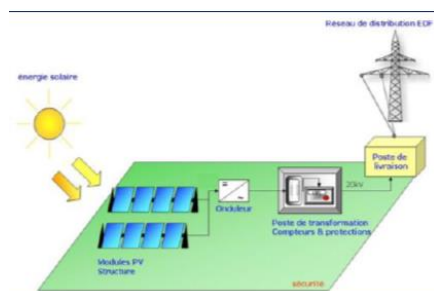 Réseau de distribution EDF
énergie solaire
Poste de
livraison
20kV
Onduleur
Poste de transformation
Compteurs & protections
Modules PV
Structure
sécurité